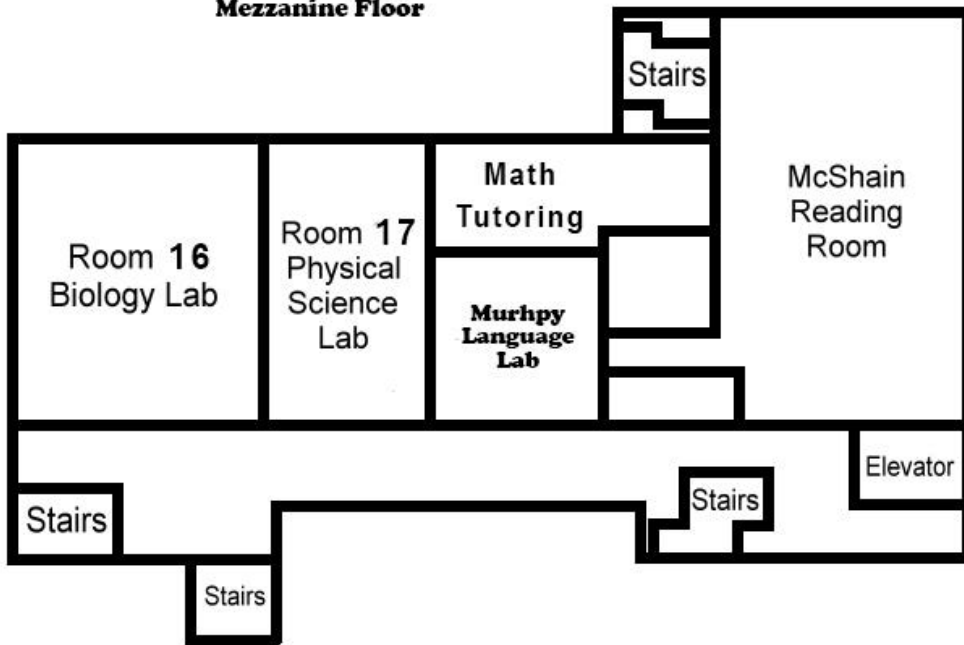 Mezzanine Floor
Stairs
McShain
Reading
Room
Math
Tutoring
Room 16
Biology Lab
Room 17
Physical
Science
Lab
Murhpy
Language
Lab
Elevator
Stairs
Stairs
Stairs